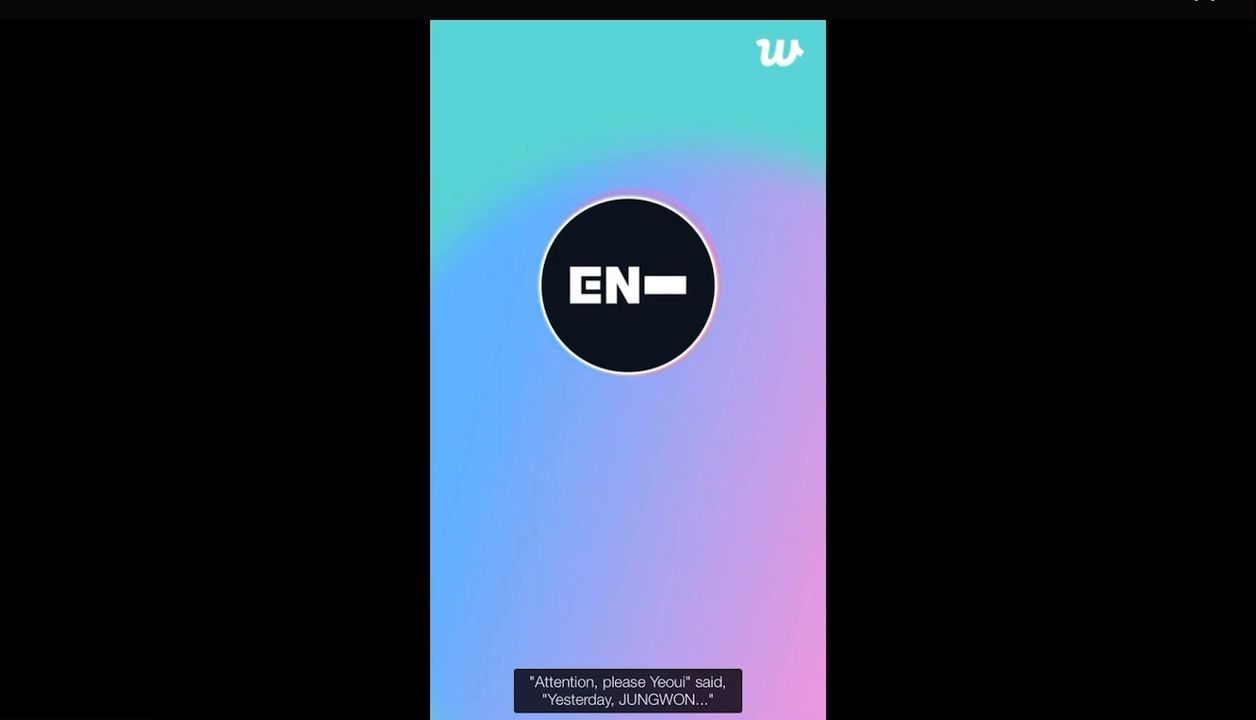 w
EN-
"Attention, please Yeoui" said,
"Yesterday, JUNGWON..."